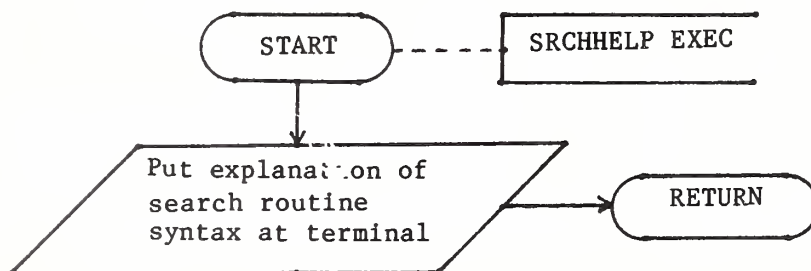 START
SRCHHELP EXEC
Put explanation of
search routine
syntax at terminal
RETURN